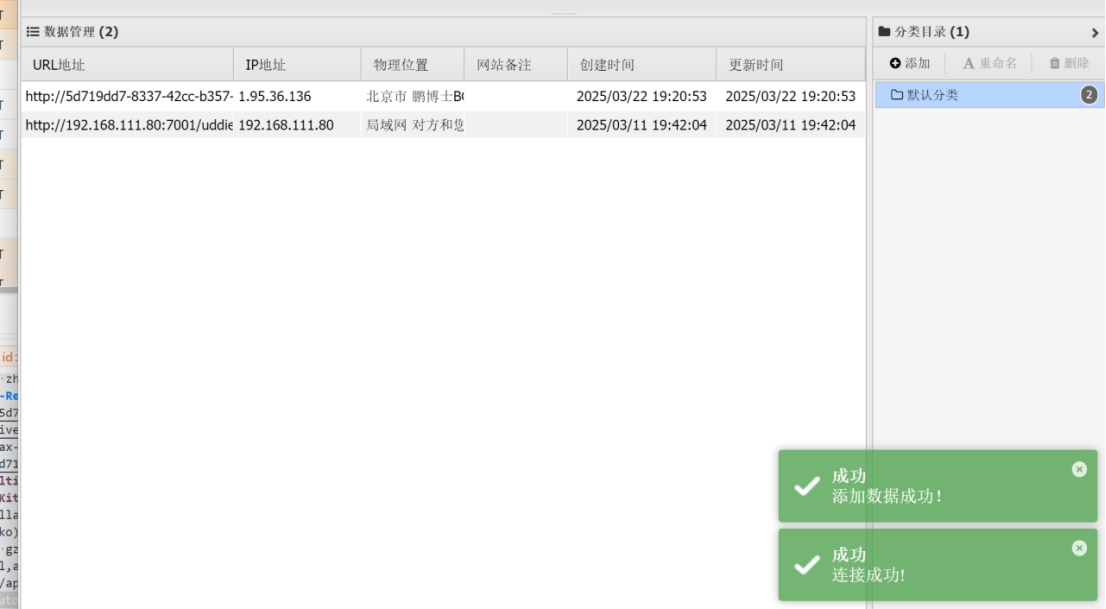 数据管理 (2)
URL地址 IP地址 物理位置 网站备注 创建时间 更新时间
http://5d719dd7-8337-42cc-b357- 1.95.36.136 北京市 鹏博士BG 2025/03/22 19:20:53 2025/03/22 19:20:53
http://192.168.111.80:7001/uddie 192.168.111.80 局域网 对方和您 2025/03/11 19:42:04 2025/03/11 19:42:04
分类目录 (1)
添加 A 重命名 删除
默认分类 2
成功
添加数据成功!
成功
连接成功!
T
T
T
T
T
T
T
id:
zh
-Re
5d7
ive
ax-
d71
lti
Kit
lla
ko)
gz
l,a
/ap